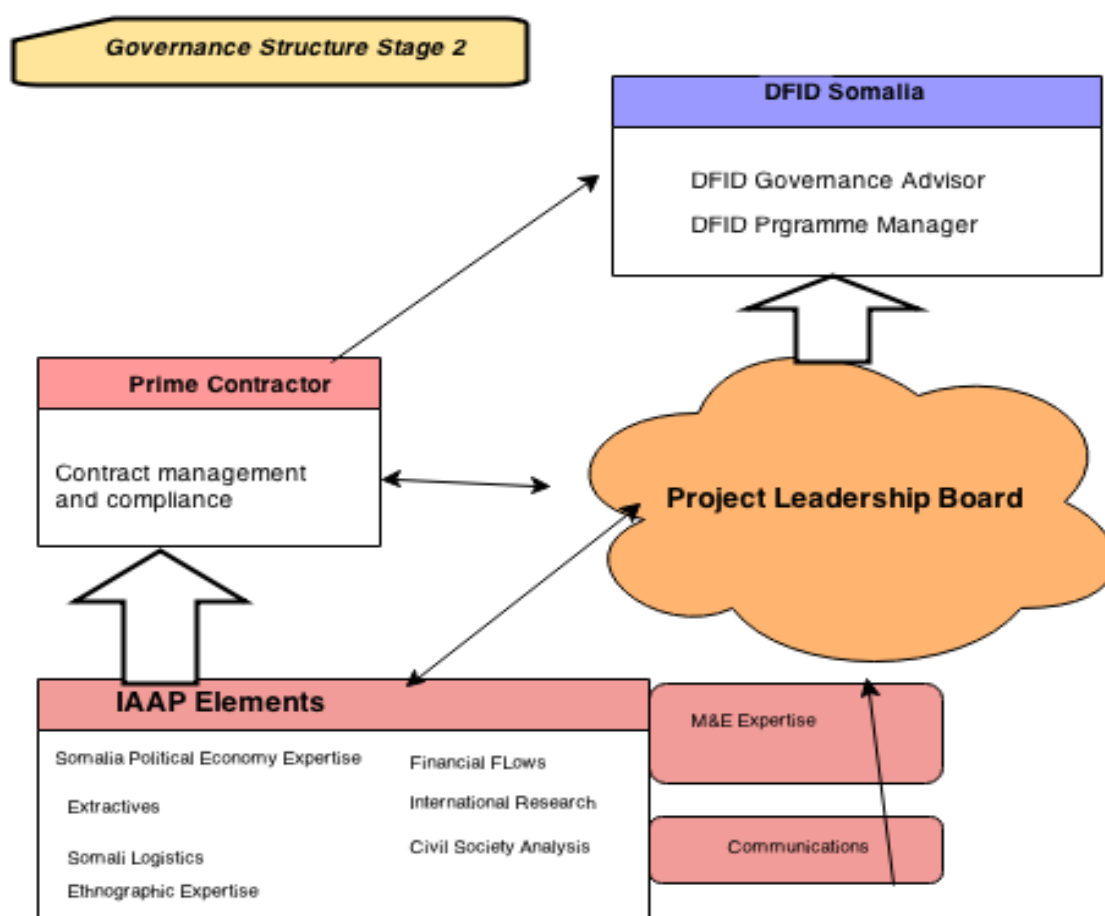 Governance Structure Stage 2
DFID Somalia
DFID Governance Advisor
DFID Prgramme Manager
Prime Contractor
Contract management
and compliance
Project Leadership Board
IAAP Elements
Somalia Political Economy Expertise
Extractives
Somali Logistics
Ethnographic Expertise
Financial FLows
International Research
Civil Society Analysis
M&E Expertise
Communications